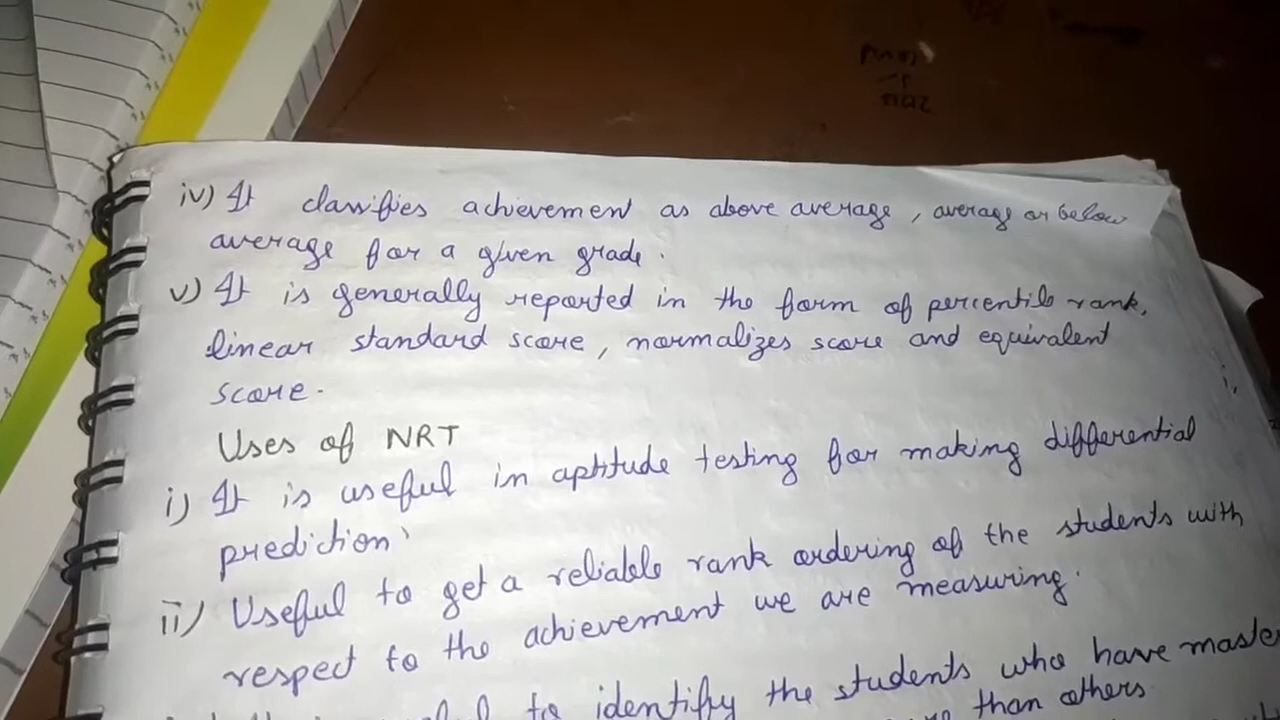 iv) It classifies achievement as above average, average or below
average for a given grade.
v) It is generally reported in the form of percentile rank,
linear standard score, normalizes score and equivalent
score.
Uses of NRT
i) It is useful in aptitude testing for making differential
prediction.
ii) Useful to get a reliable rank ordering of the students with
respect to the achievement we are measuring.
to identify the students who have master
than others